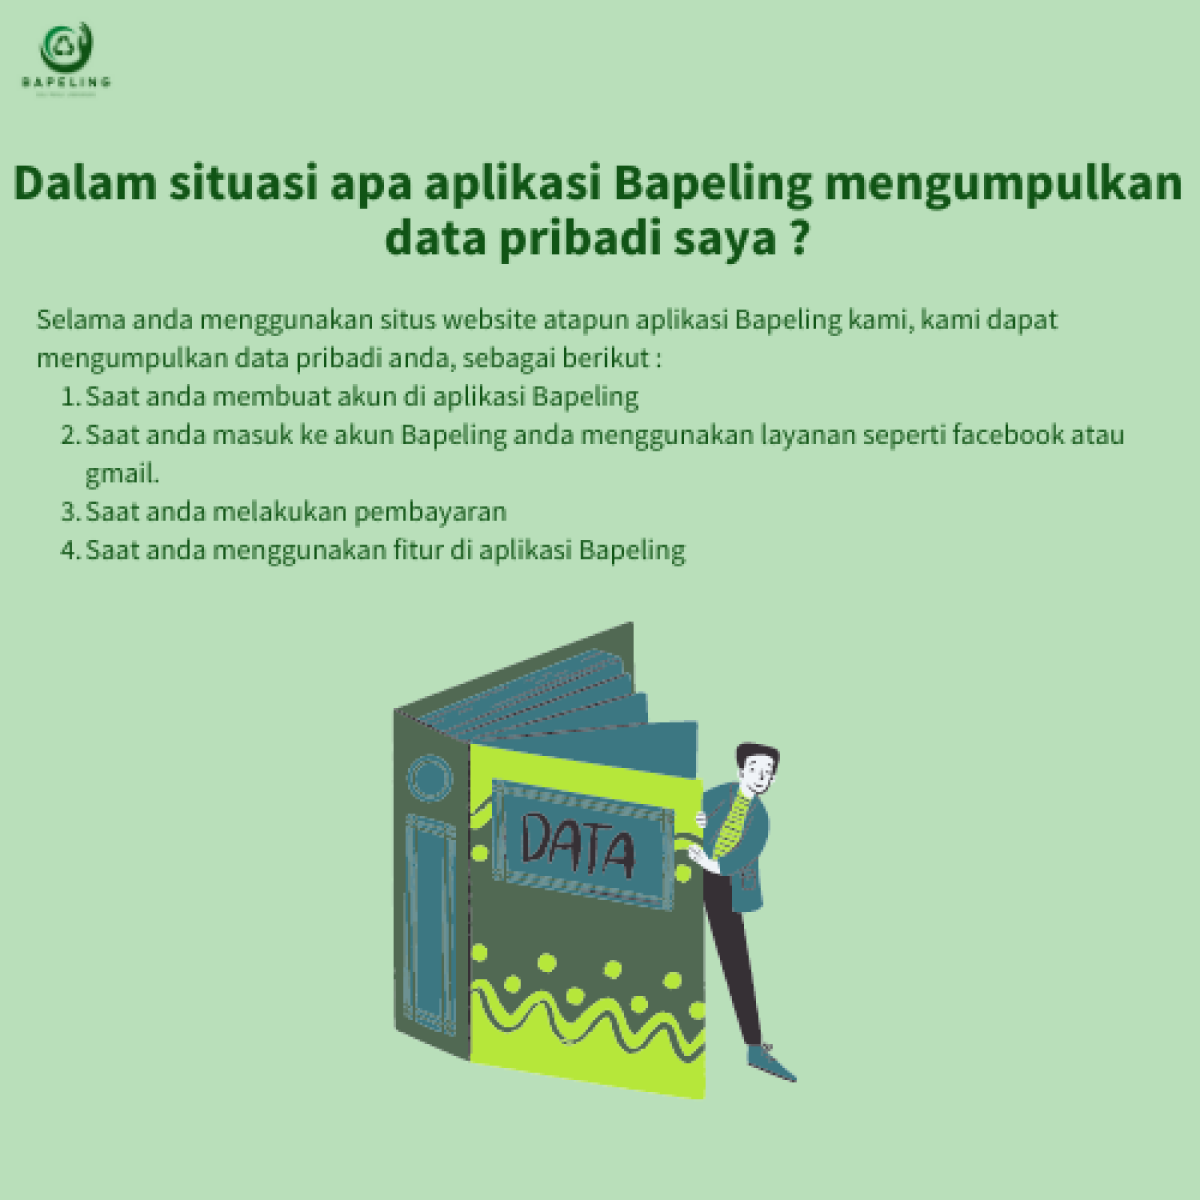 BAPELING
Dalam situasi apa aplikasi Bapeling mengumpulkan
data pribadi saya ?
Selama anda menggunakan situs website atapun aplikasi Bapeling kami, kami dapat
mengumpulkan data pribadi anda, sebagai berikut :
1. Saat anda membuat akun di aplikasi Bapeling
2. Saat anda masuk ke akun Bapeling anda menggunakan layanan seperti facebook atau
gmail.
3. Saat anda melakukan pembayaran
4. Saat anda menggunakan fitur di aplikasi Bapeling
DATA